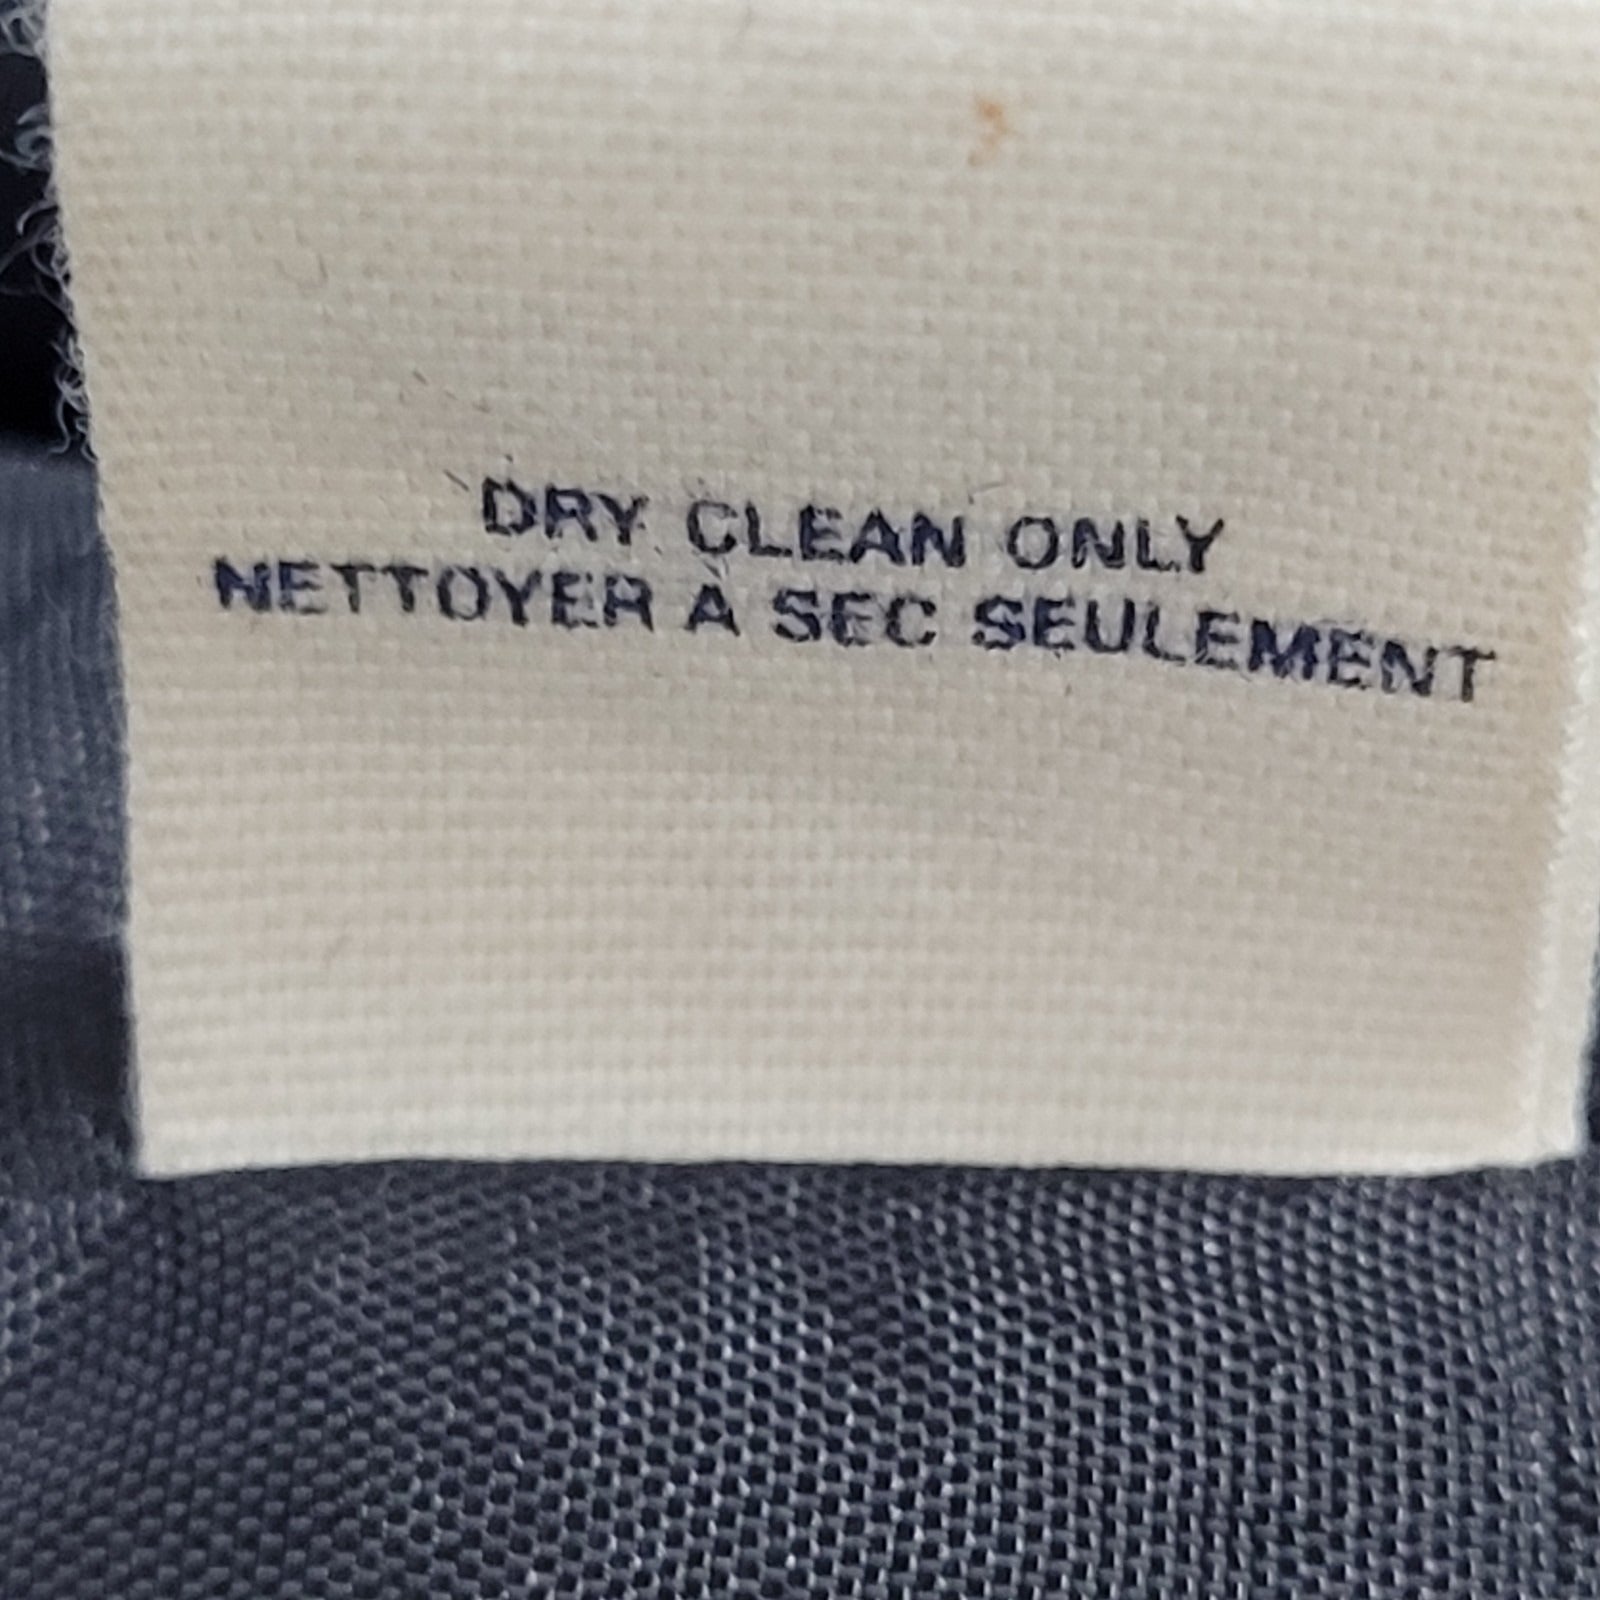 DRY CLEAN ONLY
NETTOYER À SEC SEULEMENT